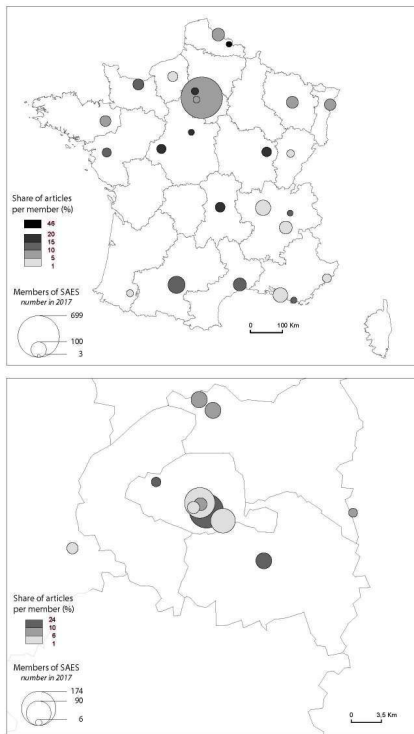 Share of articles
per member (%)
46
20
15
10
5
1
Members of SAES
number in 2017
699
100
3
0 100 Km
Share of articles
per member (%)
24
10
6
1
Members of SAES
number in 2017
174
90
6
0 3,5 Km